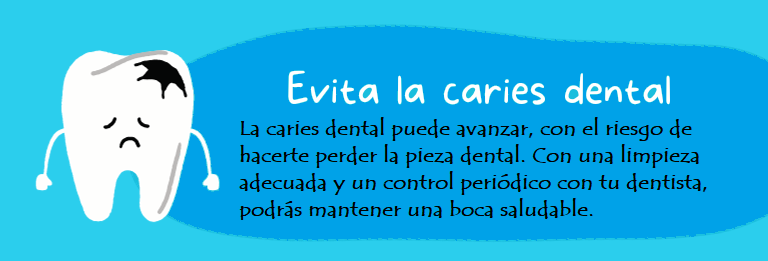 Evita la caries dental
La caries dental puede avanzar, con el riesgo de
hacerte perder la pieza dental. Con una limpieza
adecuada y un control periódico con tu dentista,
podrás mantener una boca saludable.